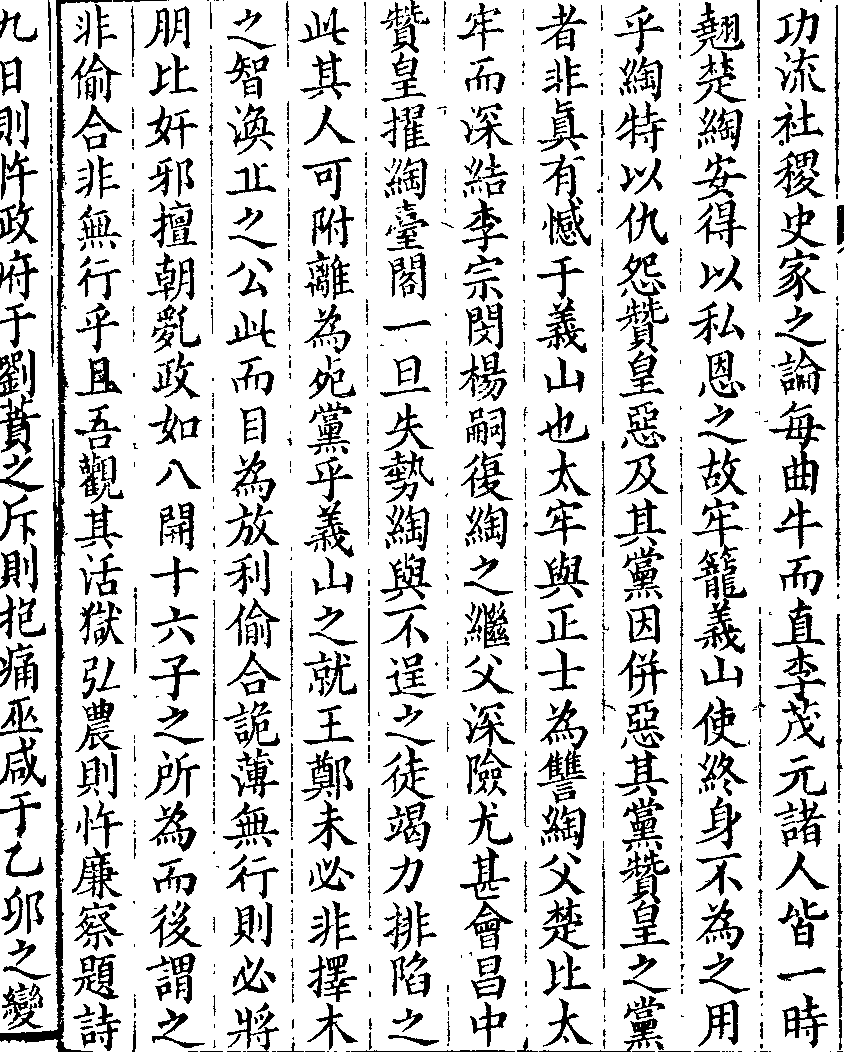 功流社稷史家之論每曲牛而直李茂元諸人皆一時
翹楚綯安得以私恩之故牢籠義山使終身不為之用
乎綯特以仇怨贊皇惡及其黨因併惡其黨贊皇之黨
者非眞有憾于義山也太牢與正士為讐綯父楚比太
牢而深結李宗閔楊嗣復綯之繼父深險尤甚會昌中
贊皇擢綯臺閣一旦失勢綯與不逞之徒竭力排陷之
此其人可附離為死黨乎義山之就王鄭未必非擇木
之智渙丘之公此而目為放利偷合詭薄無行則必將
朋比奸邪擅朝亂政如八關十六子之所為而後謂之
非偷合非無行乎且吾觀其活獄弘農則忤廉察題詩
九日則忤政府于劉蕡之斥則抱痛巫咸于乙卯之變